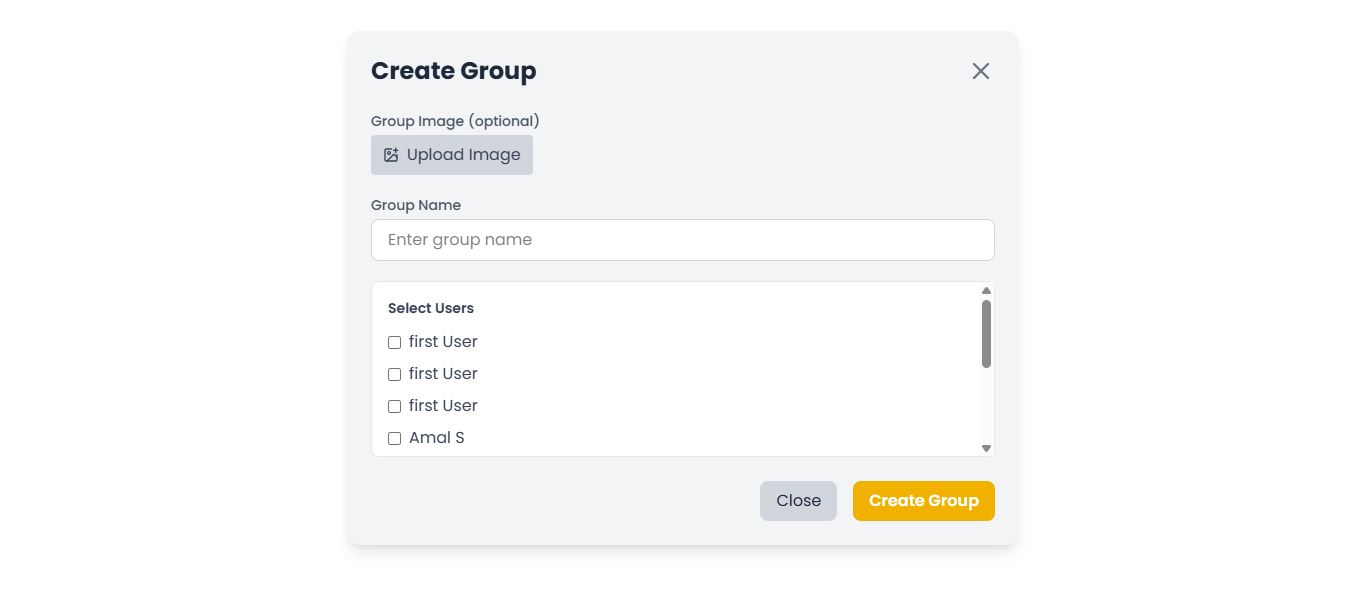 Create Group
Group Image (optional)
Upload Image
Group Name
Enter group name
Select Users
first User
first User
first User
Amal S
Close
Create Group